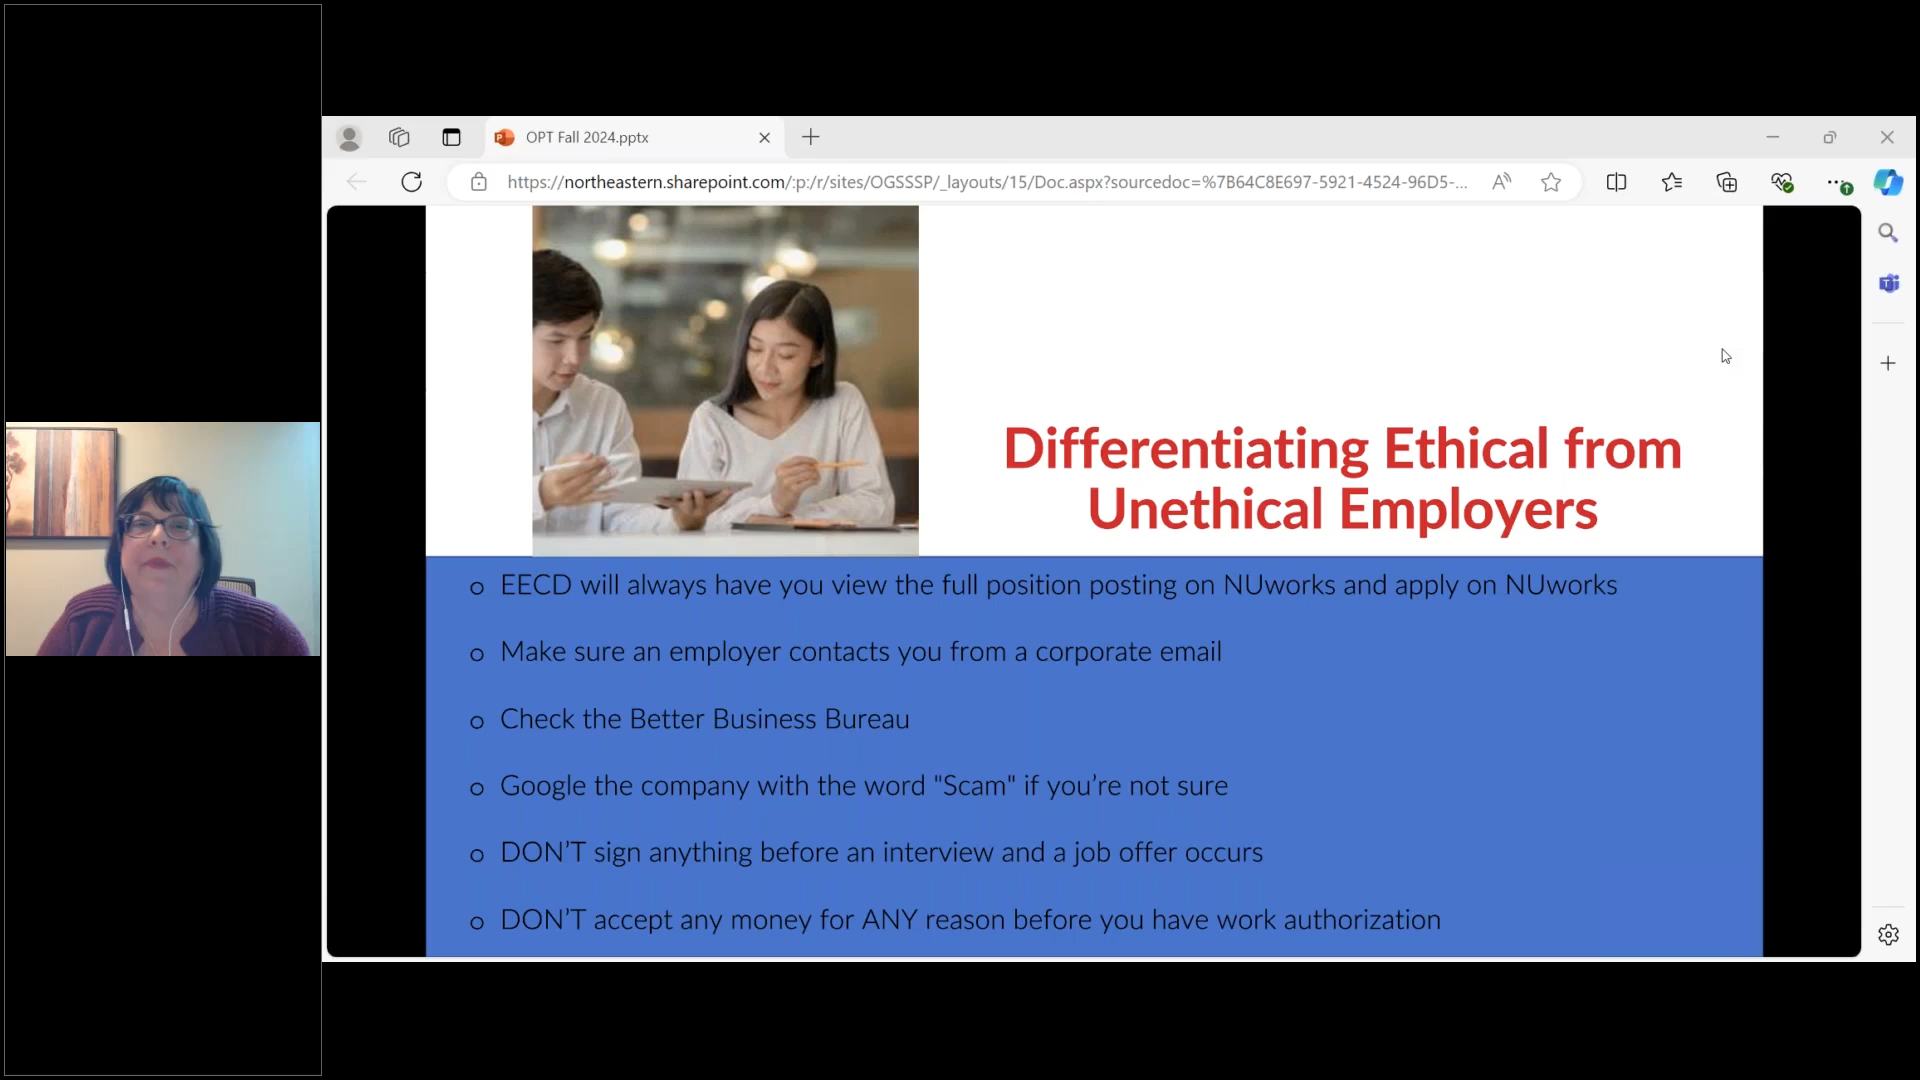 OPT Fall 2024.pptx
https://northeastern.sharepoint.com/:p:/r/sites/OGSSSP/_layouts/15/Doc.aspx?sourcedoc=%7B64C8E697-5921-4524-96D5-...
Differentiating Ethical from
Unethical Employers
o EECD will always have you view the full position posting on NUworks and apply on NUworks
o Make sure an employer contacts you from a corporate email
o Check the Better Business Bureau
o Google the company with the word "Scam" if you’re not sure
o DON’T sign anything before an interview and a job offer occurs
o DON’T accept any money for ANY reason before you have work authorization